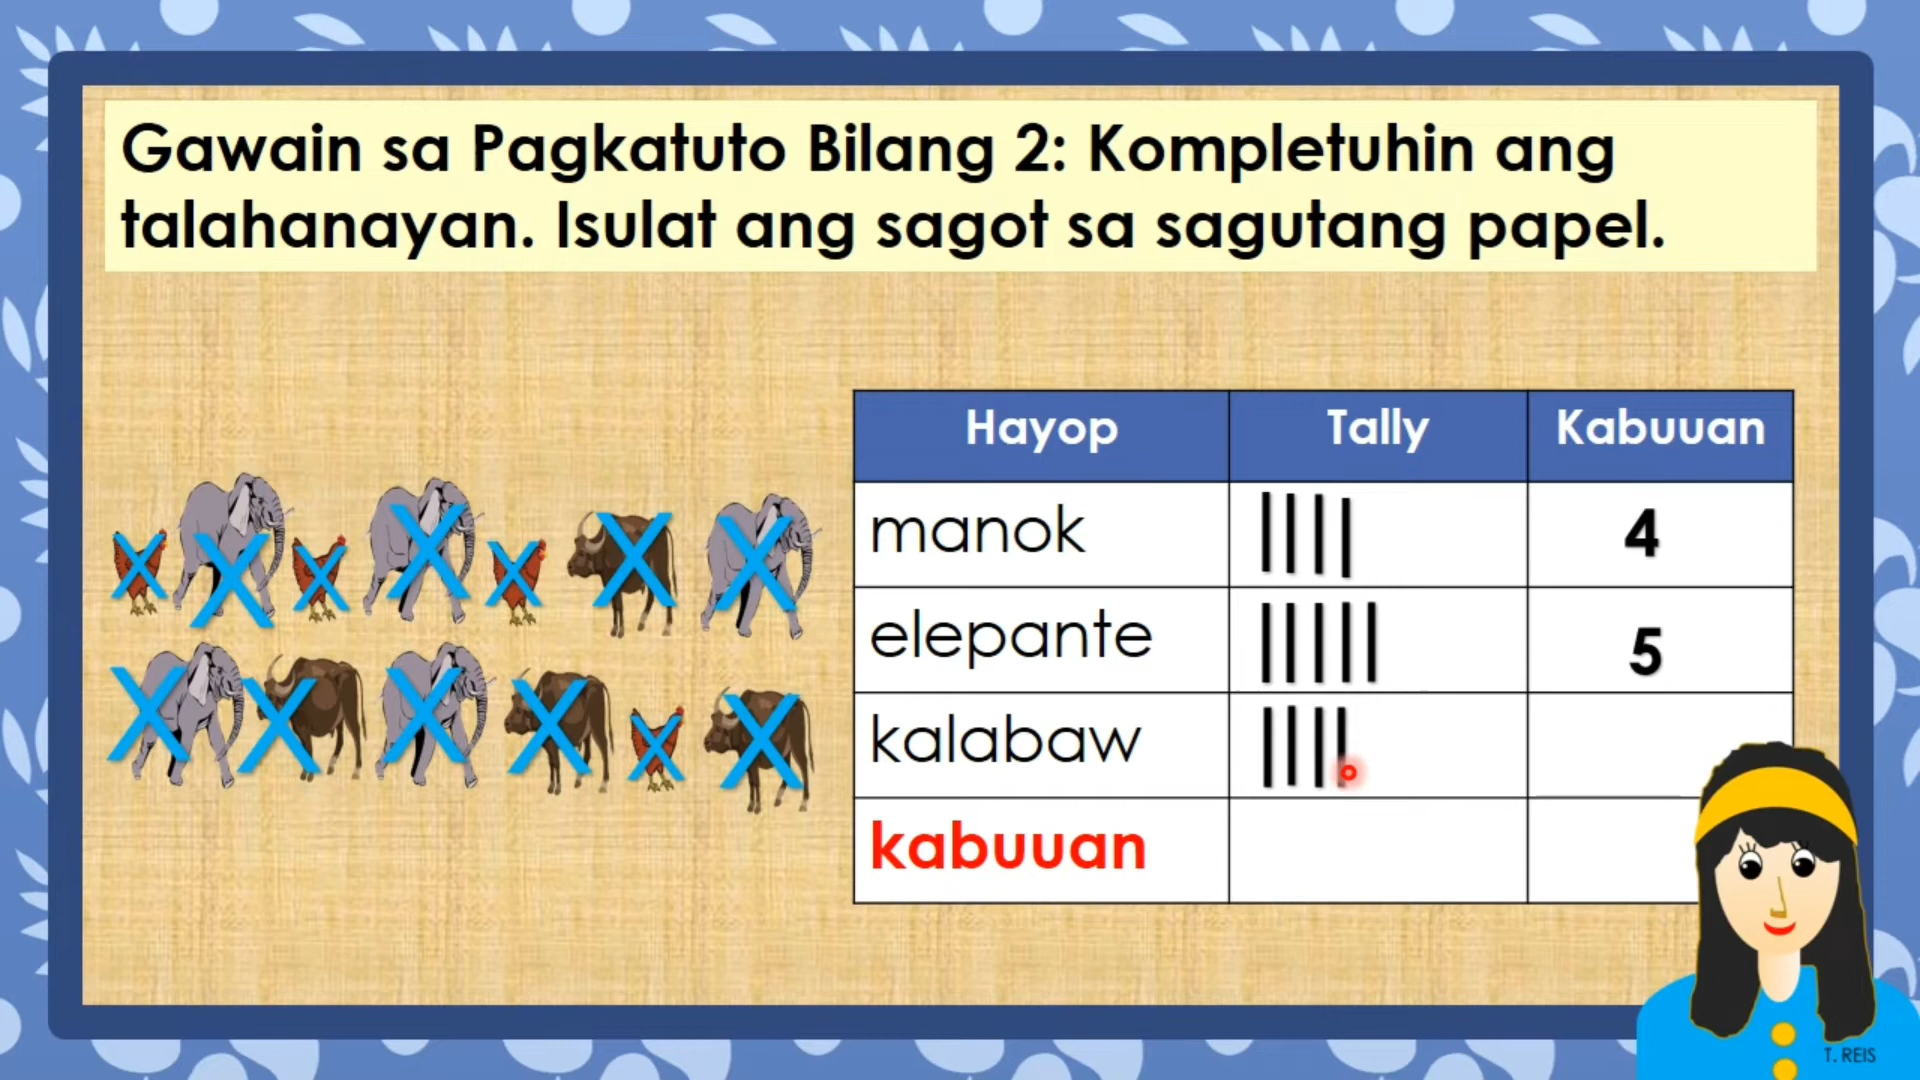 Gawain sa Pagkatuto Bilang 2: Kompletuhin ang
talahanayan. Isulat ang sagot sa sagutang papel.
Hayop Tally Kabuuan
manok |||| 4
elepante ||||| 5
kalabaw ||||
kabuuan
T. REIS